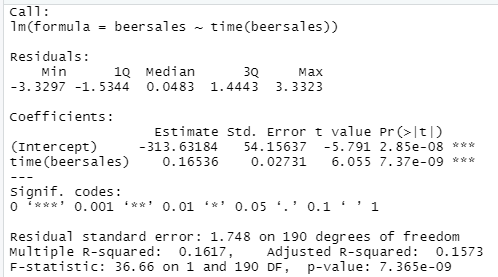 Call:
lm(formula = beersales ~ time(beersales))
Residuals:
    Min      1Q  Median      3Q     Max
-3.3297 -1.5344  0.0483  1.4443  3.3323
Coefficients:
                  Estimate Std. Error t value Pr(>|t|)
(Intercept)     -313.63184   54.15637  -5.791 2.85e-08 ***
time(beersales)    0.16536    0.02731   6.055 7.37e-09 ***
---
Signif. codes:
0 ‘***’ 0.001 ‘**’ 0.01 ‘*’ 0.05 ‘.’ 0.1 ‘ ’ 1
Residual standard error: 1.748 on 190 degrees of freedom
Multiple R-squared:  0.1617,    Adjusted R-squared:  0.1573
F-statistic: 36.66 on 1 and 190 DF,  p-value: 7.365e-09